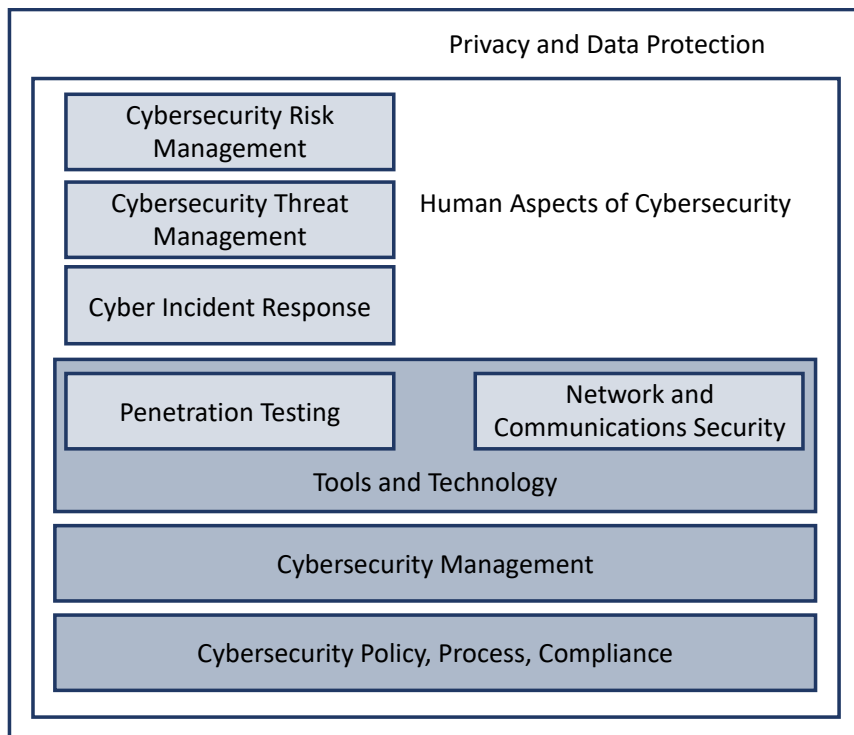 Privacy and Data Protection
Cybersecurity Risk
Management
Cybersecurity Threat
Management
Human Aspects of Cybersecurity
Cyber Incident Response
Penetration Testing
Network and
Communications Security
Tools and Technology
Cybersecurity Management
Cybersecurity Policy, Process, Compliance